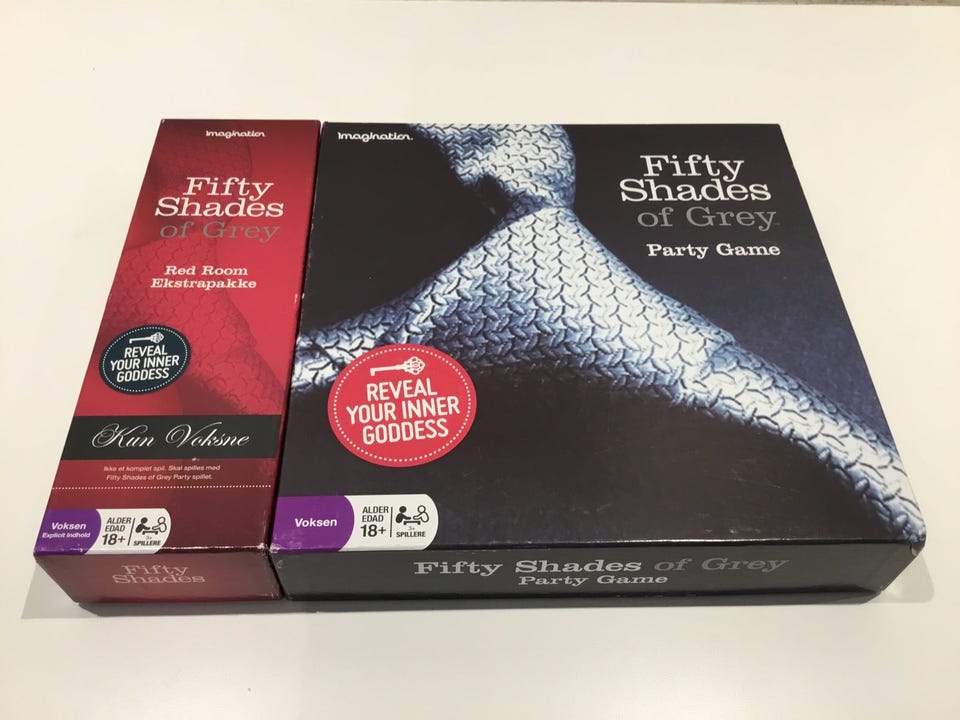 Imagination.
Fifty
Shades
of Grey
Red Room
Ekstrapakke
REVEAL
YOUR INNER
GODDESS
Kun Voksne
Ikke et komplet spil. Skal spilles med
Fifty Shades of Grey Party spillet.
Voksen
Explicit Indhold
ALDER
EDAD
18+
3+
SPILLERE
Fifty
Shades
Imagination.
Fifty
Shades
of Grey
Party Game
REVEAL
YOUR INNER
GODDESS
Voksen
ALDER
EDAD
18+
3+
SPILLERE
Fifty Shades of Grey
Party Game